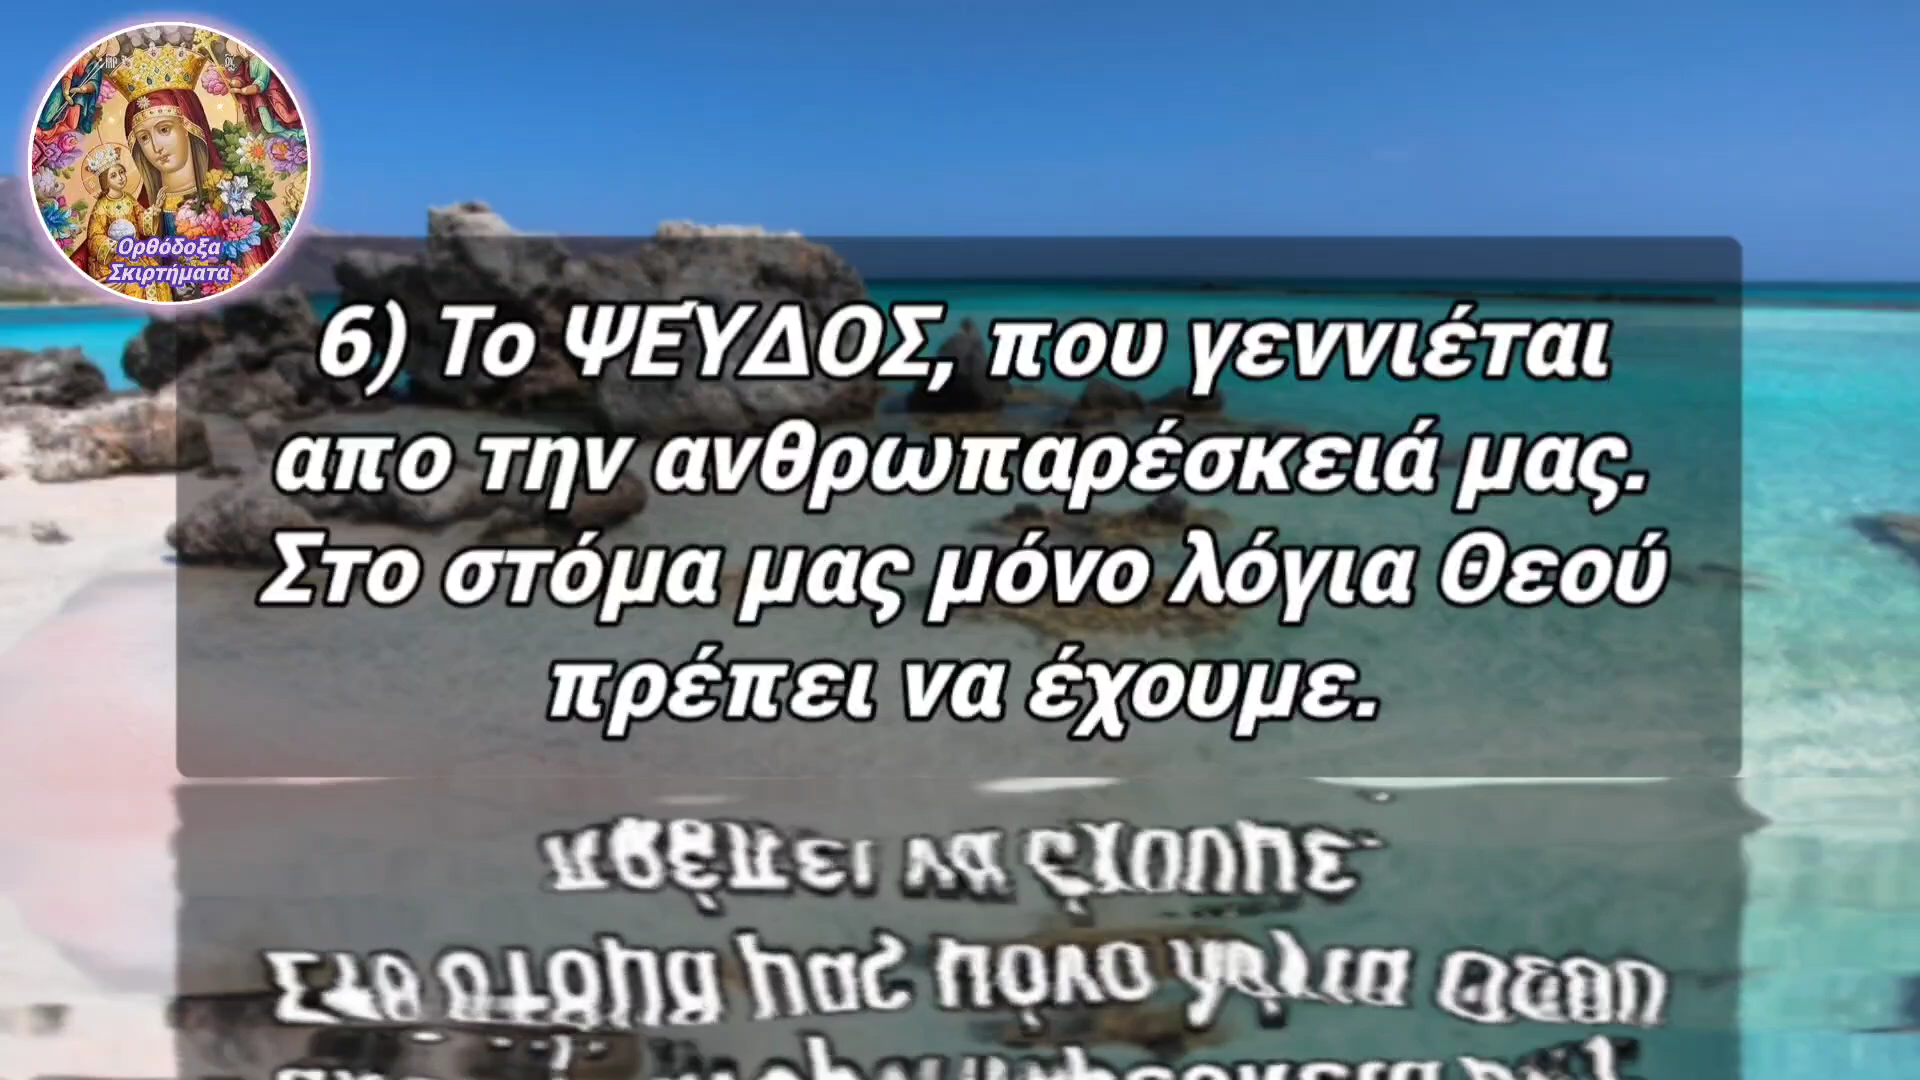 Ορθόδοξα
Σκιρτήματα
6) Το ΨΕΎΔΟΣ, που γεννιέται
απο την ανθρωπαρέσκειά μας.
Στο στόμα μας μόνο λόγια Θεού
πρέπει να έχουμε.